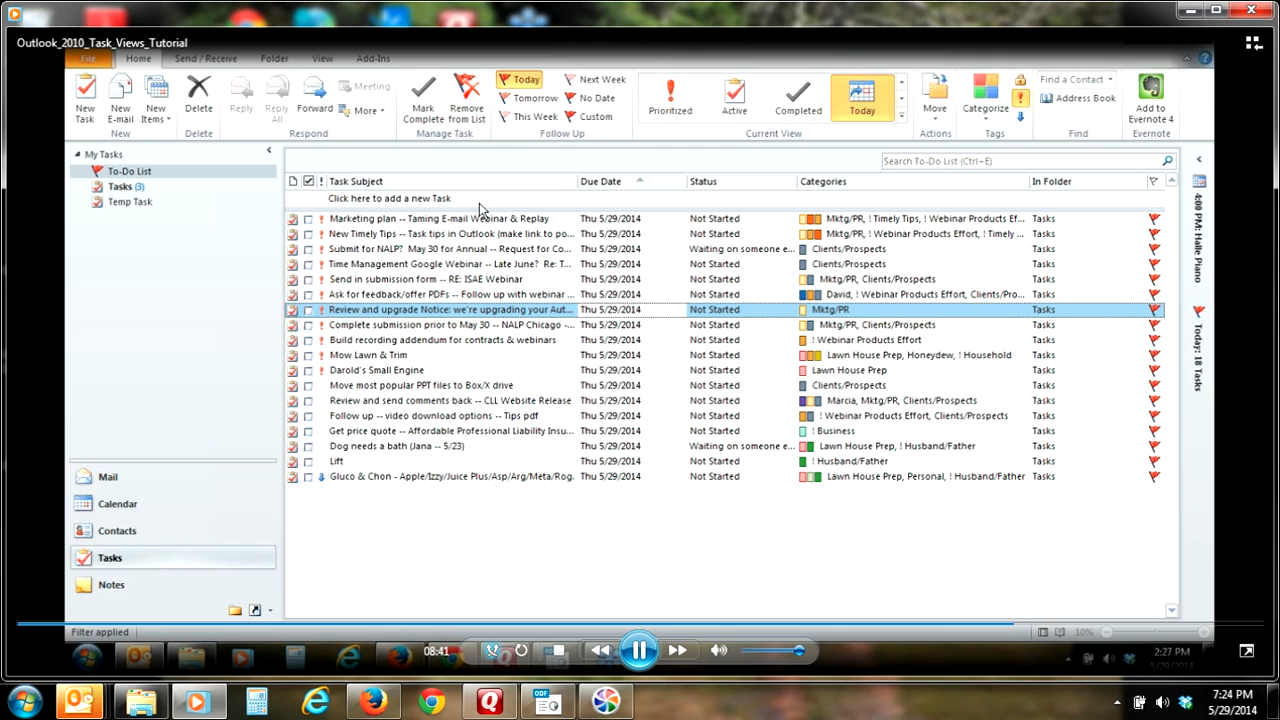 Outlook_2010_Task_Views_Tutorial
File Home Send / Receive Folder View Add-Ins
New Task
New E-mail
New Items
New
Delete
Delete
Reply
Reply All
Forward
Meeting
More
Respond
Mark Complete
Remove from List
Manage Task
Today
Tomorrow
This Week
Next Week
No Date
Custom
Follow Up
Prioritized
Active
Completed
Today
Current View
Move
Actions
Categorize
Tags
Find a Contact
Address Book
Find
Add to Evernote 4
Evernote
My Tasks
To-Do List
Tasks (3)
Temp Task
Mail
Calendar
Contacts
Tasks
Notes
Search To-Do List (Ctrl+E)
! Task Subject Due Date Status Categories In Folder
Click here to add a new Task
Marketing plan -- Taming E-mail Webinar & Replay Thu 5/29/2014 Not Started Mktg/PR, ! Timely Tips, ! Webinar Products Ef... Tasks
New Timely Tips -- Task tips in Outlook (make link to po... Thu 5/29/2014 Not Started Mktg/PR, ! Webinar Products Effort, ! Timely ... Tasks
Submit for NALP? May 30 for Annual -- Request for Co... Thu 5/29/2014 Waiting on someone e... Clients/Prospects Tasks
Time Management Google Webinar -- Late June? Re: T... Thu 5/29/2014 Not Started Clients/Prospects Tasks
Send in submission form -- RE: ISAE Webinar Thu 5/29/2014 Not Started Mktg/PR, Clients/Prospects Tasks
Ask for feedback/offer PDFs -- Follow up with webinar ... Thu 5/29/2014 Not Started David, ! Webinar Products Effort, Clients/Pro... Tasks
Review and upgrade Notice: we're upgrading your Aut... Thu 5/29/2014 Not Started Mktg/PR Tasks
Complete submission prior to May 30 -- NALP Chicago -... Thu 5/29/2014 Not Started Mktg/PR, Clients/Prospects Tasks
Build recording addendum for contracts & webinars Thu 5/29/2014 Not Started ! Webinar Products Effort Tasks
Mow Lawn & Trim Thu 5/29/2014 Not Started Lawn House Prep, Honeydew, ! Household Tasks
Darold's Small Engine Thu 5/29/2014 Not Started Lawn House Prep Tasks
Move most popular PPT files to Box/X drive Thu 5/29/2014 Not Started Clients/Prospects Tasks
Review and send comments back -- CLL Website Release Thu 5/29/2014 Not Started Marcia, Mktg/PR, Clients/Prospects Tasks
Follow up -- video download options -- Tips pdf Thu 5/29/2014 Not Started ! Webinar Products Effort, Clients/Prospects Tasks
Get price quote -- Affordable Professional Liability Insu... Thu 5/29/2014 Not Started ! Business Tasks
Dog needs a bath (Jana -- 5/23) Thu 5/29/2014 Waiting on someone e... Lawn House Prep, ! Husband/Father Tasks
Lift Thu 5/29/2014 Not Started ! Husband/Father Tasks
Gluco & Chon - Apple/Izzy/Juice Plus/Asp/Arg/Meta/Rog. Thu 5/29/2014 Not Started Lawn House Prep, Personal, ! Husband/Father Tasks
4:00 PM: Halle Piano
Today: 18 Tasks
Filter applied
10%
08:41
2:27 PM
5/29/2014
7:24 PM
5/29/2014